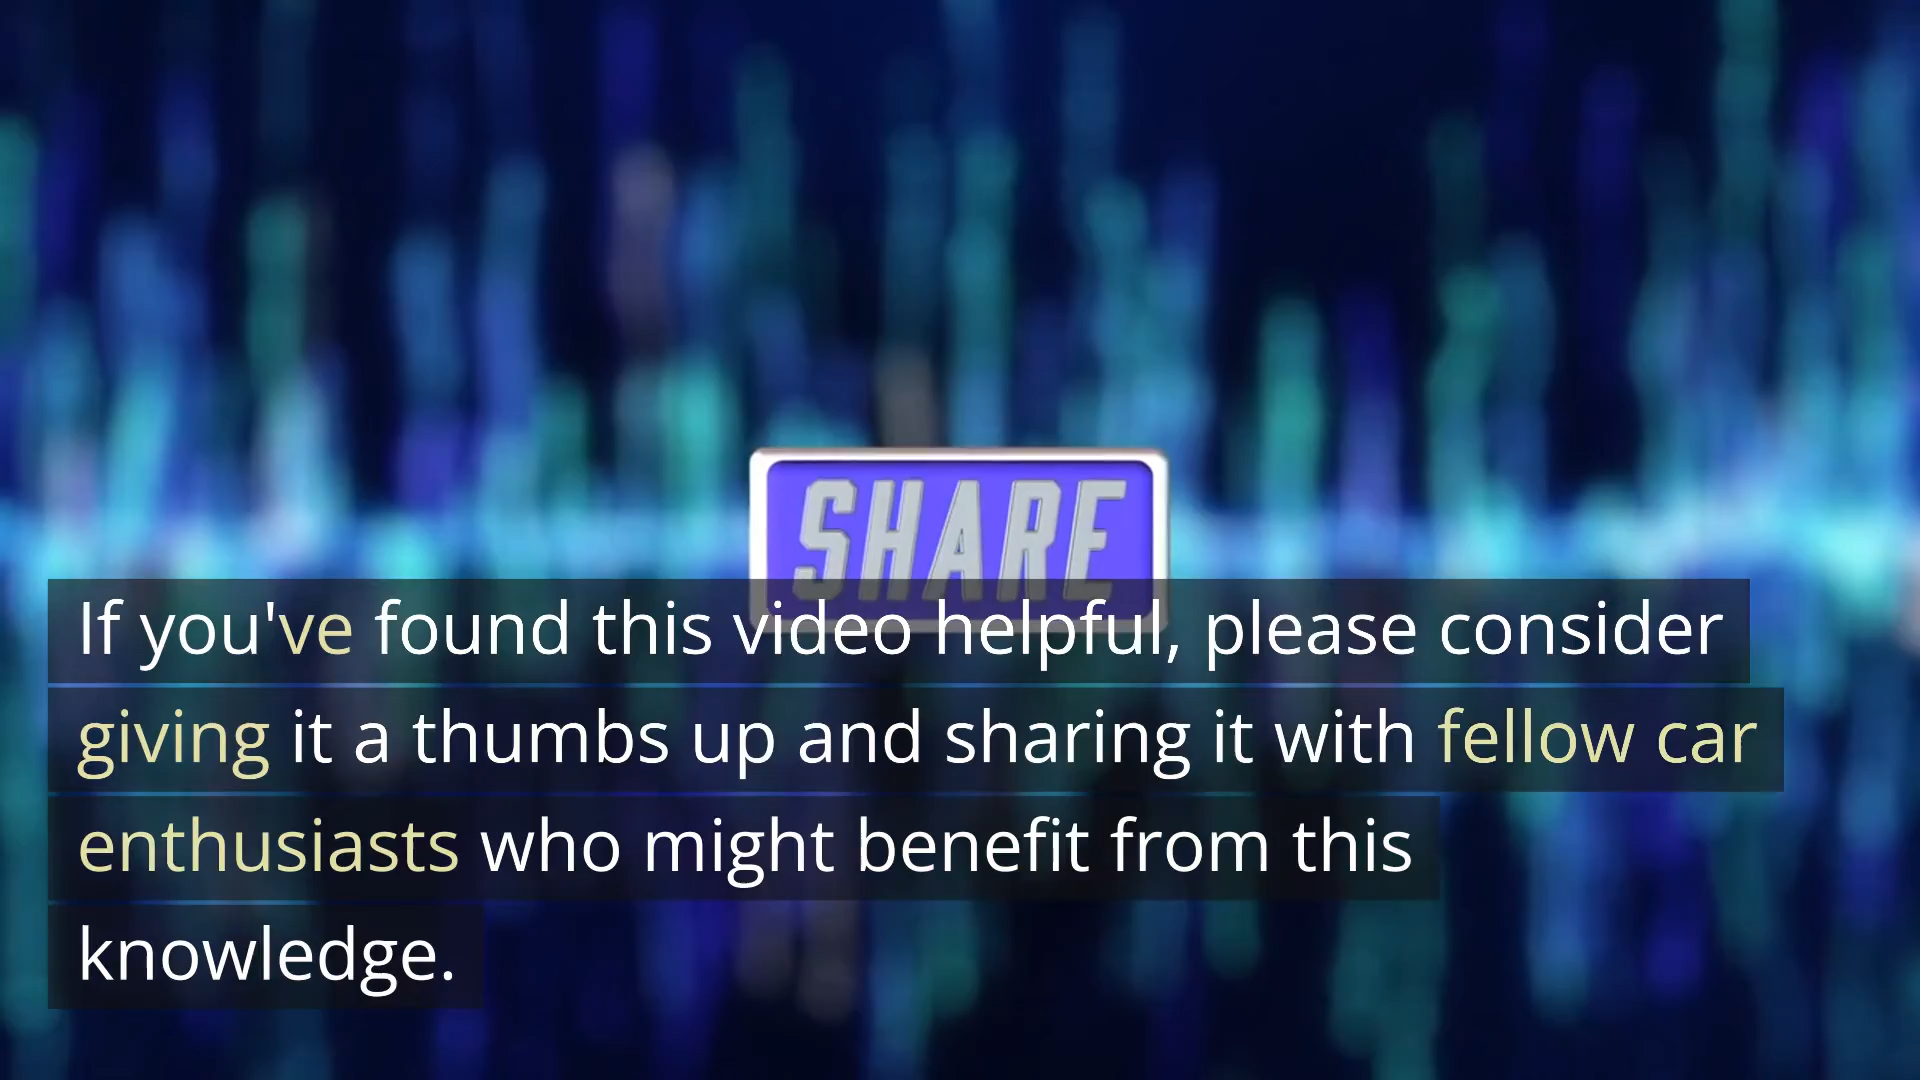 SHARE
If you've found this video helpful, please consider
giving it a thumbs up and sharing it with fellow car
enthusiasts who might benefit from this
knowledge.